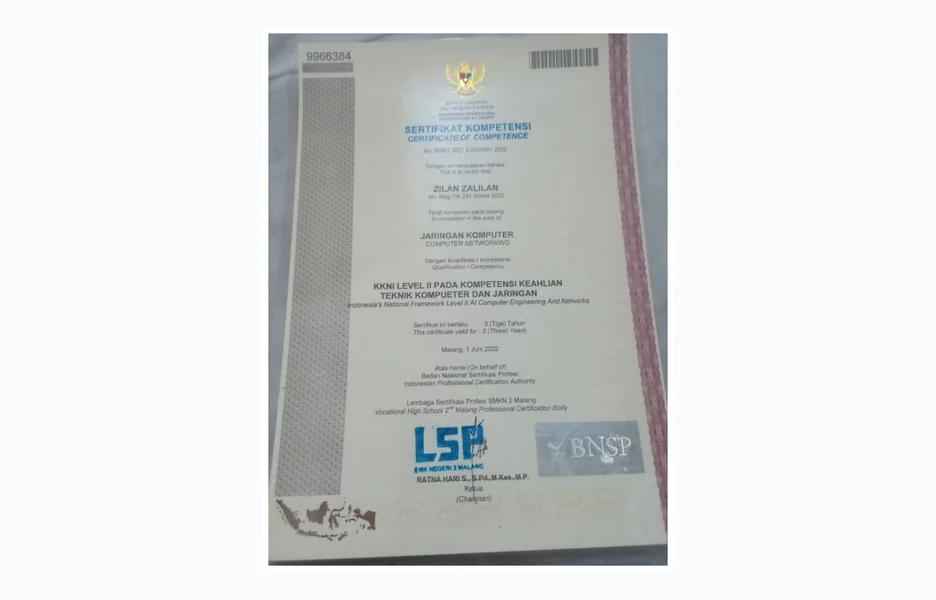 9966384
SERTIFIKAT KOMPETENSI
CERTIFICATE OF COMPETENCE
2022
Dengan ini menyatakan bahwa,
This is to certify that,
ZILAN ZALILAN
No. Reg.
2022
Telah kompeten pada bidang
Is competent in the area of
JARINGAN KOMPUTER
COMPUTER NETWORKING
Dengan Kualifikasi / kompetensi
Qualification / Competency
KKNI LEVEL II PADA KOMPETENSI KEAHLIAN
TEKNIK KOMPUETER DAN JARINGAN
Indonesia's National Framework Level II At Computer Engineering And Networks
Sertifikat ini berlaku 3 (Tiga) Tahun
This certificate valid for : 3 (Three) Years
Malang, 1 Juni 2022
Atas nama (On behalf of)
Badan Nasional Sertifikasi Profesi
Indonesian Professional Certification Authority
Lembaga Sertifikasi Profesi SMKN 2 Malang
Vocational High School 2nd Malang Professional Certification Body
LSP
SMK NEGERI 2 MALANG
BNSP
RATNA HARI S., S.Pd.,M.Kes.,M.P.
Ketua
(Chairman)